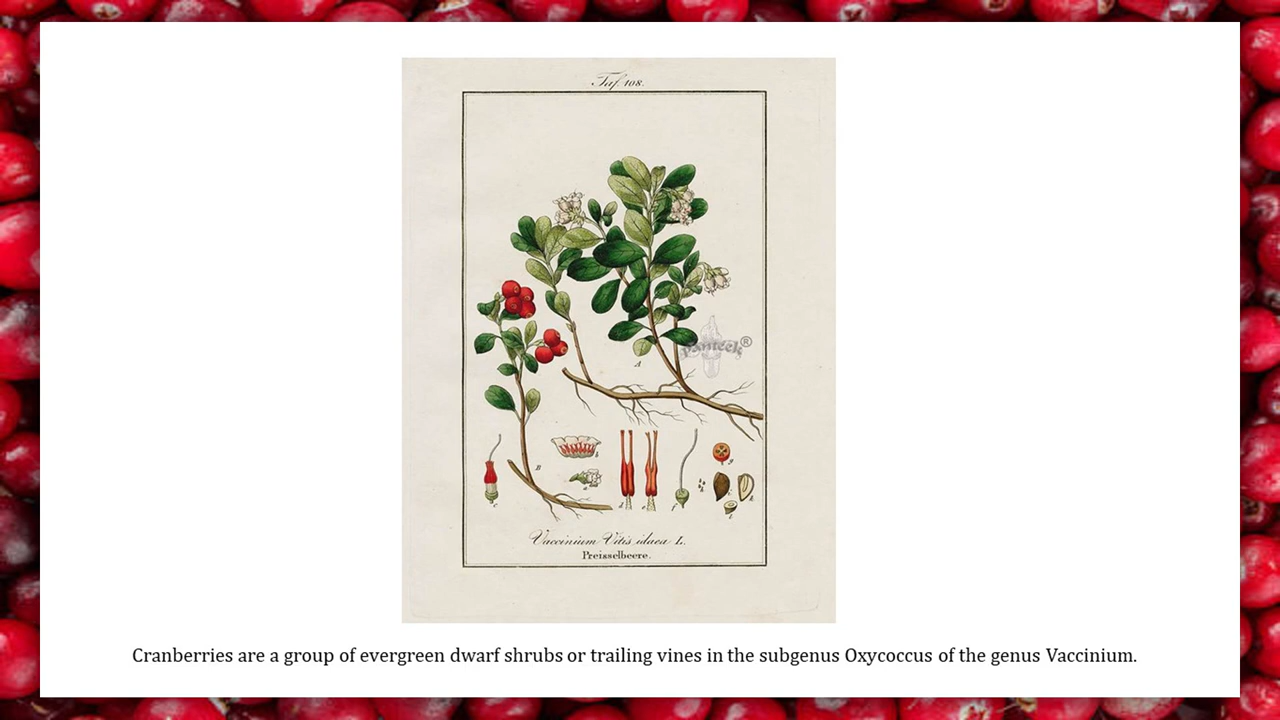 Taf. 108.
Panteek®
A
B
b
a
c
d
e
f
g
h
i
k
l
Vaccinium Vitis idaea L.
Preisselbeere.
Cranberries are a group of evergreen dwarf shrubs or trailing vines in the subgenus Oxycoccus of the genus Vaccinium.